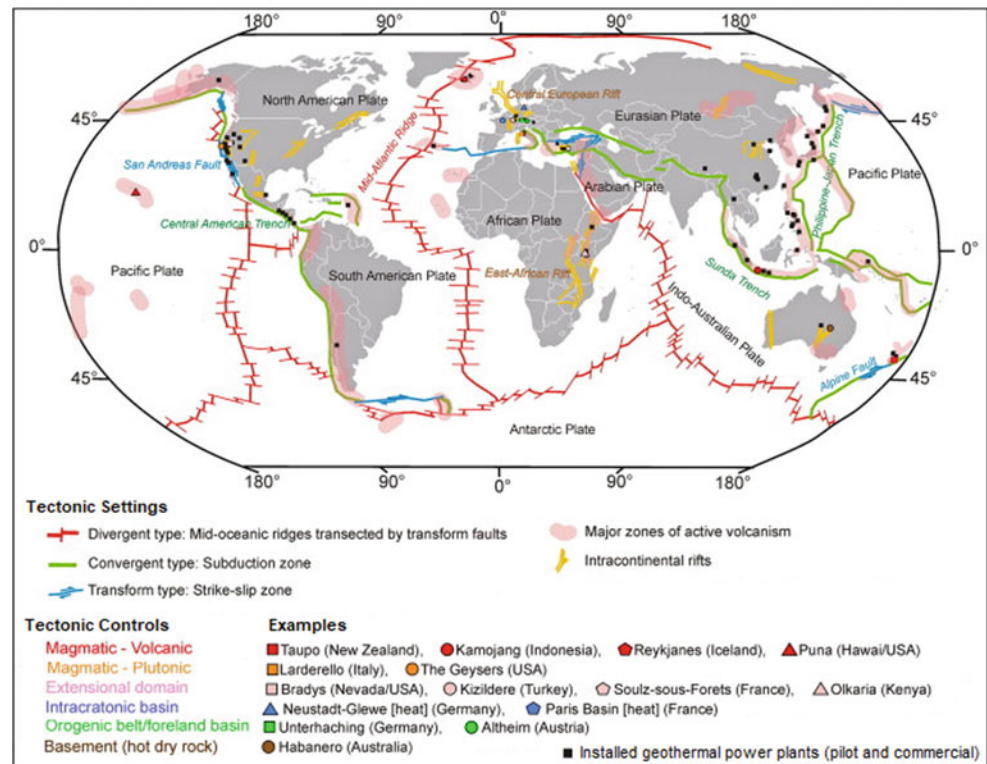 180° 90° 0° 90° 180°
North American Plate
Central European Rift
Eurasian Plate
45° 45°
Mid-Atlantic Ridge
San Andreas Fault
Arabian Plate
Philippine-Japan Trench
Pacific Plate
African Plate
Central American Trench
0° 0°
Pacific Plate
South American Plate
East-African Rift
Sunda Trench
Indo-Australian Plate
45° 45°
Alpine Fault
Antarctic Plate
180° 90° 0° 90° 180°
Tectonic Settings
Divergent type: Mid-oceanic ridges transected by transform faults
Major zones of active volcanism
Convergent type: Subduction zone
Intracontinental rifts
Transform type: Strike-slip zone
Tectonic Controls Examples
Magmatic - Volcanic Taupo (New Zealand), Kamojang (Indonesia), Reykjanes (Iceland), Puna (Hawai/USA)
Magmatic - Plutonic Larderello (Italy), The Geysers (USA)
Extensional domain Bradys (Nevada/USA), Kizildere (Turkey), Soulz-sous-Forets (France), Olkaria (Kenya)
Intracratonic basin Neustadt-Glewe [heat] (Germany), Paris Basin [heat] (France)
Orogenic belt/foreland basin Unterhaching (Germany), Altheim (Austria)
Basement (hot dry rock) Habanero (Australia)
Installed geothermal power plants (pilot and commercial)